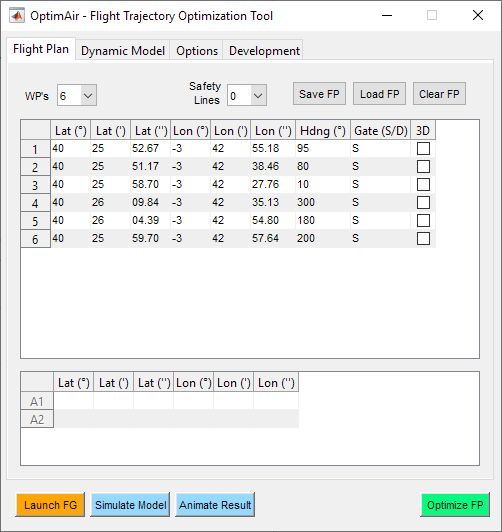 OptimAir - Flight Trajectory Optimization Tool
Flight Plan Dynamic Model Options Development
WP's 6 Safety Lines 0 Save FP Load FP Clear FP
Lat (°) Lat (') Lat ('') Lon (°) Lon (') Lon ('') Hdng (°) Gate (S/D) 3D
1 40 25 52.67 -3 42 55.18 95 S
2 40 25 51.17 -3 42 38.46 80 S
3 40 25 58.70 -3 42 27.76 10 S
4 40 26 09.84 -3 42 35.13 300 S
5 40 26 04.39 -3 42 54.80 180 S
6 40 25 59.70 -3 42 57.64 200 S
Lat (°) Lat (') Lat ('') Lon (°) Lon (') Lon ('')
A1
A2
Launch FG Simulate Model Animate Result Optimize FP